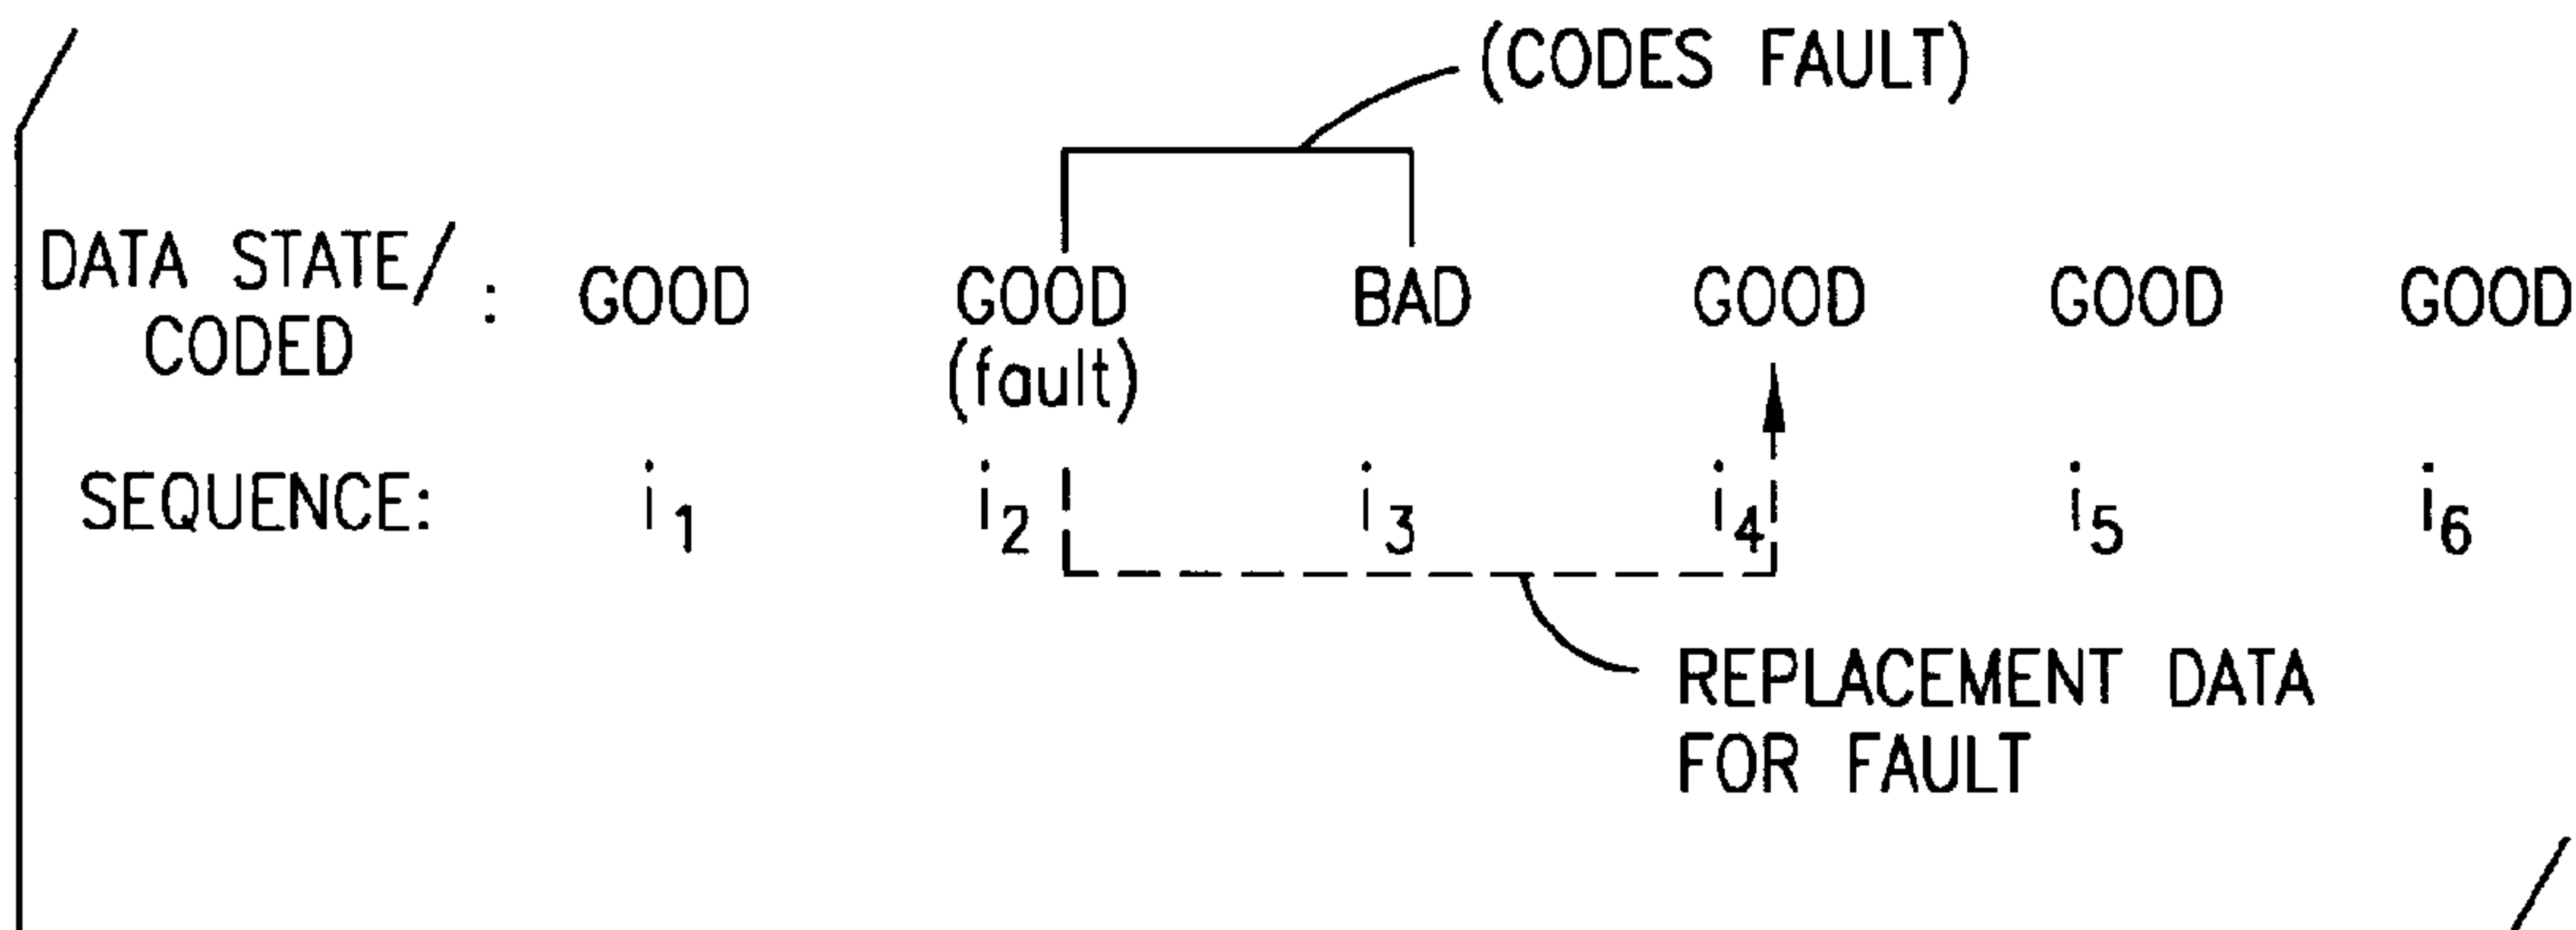 (CODES FAULT)
DATA STATE/
CODED
: GOOD GOOD BAD GOOD GOOD GOOD
(fault)
SEQUENCE: i1 i2 i3 i4 i5 i6
REPLACEMENT DATA
FOR FAULT